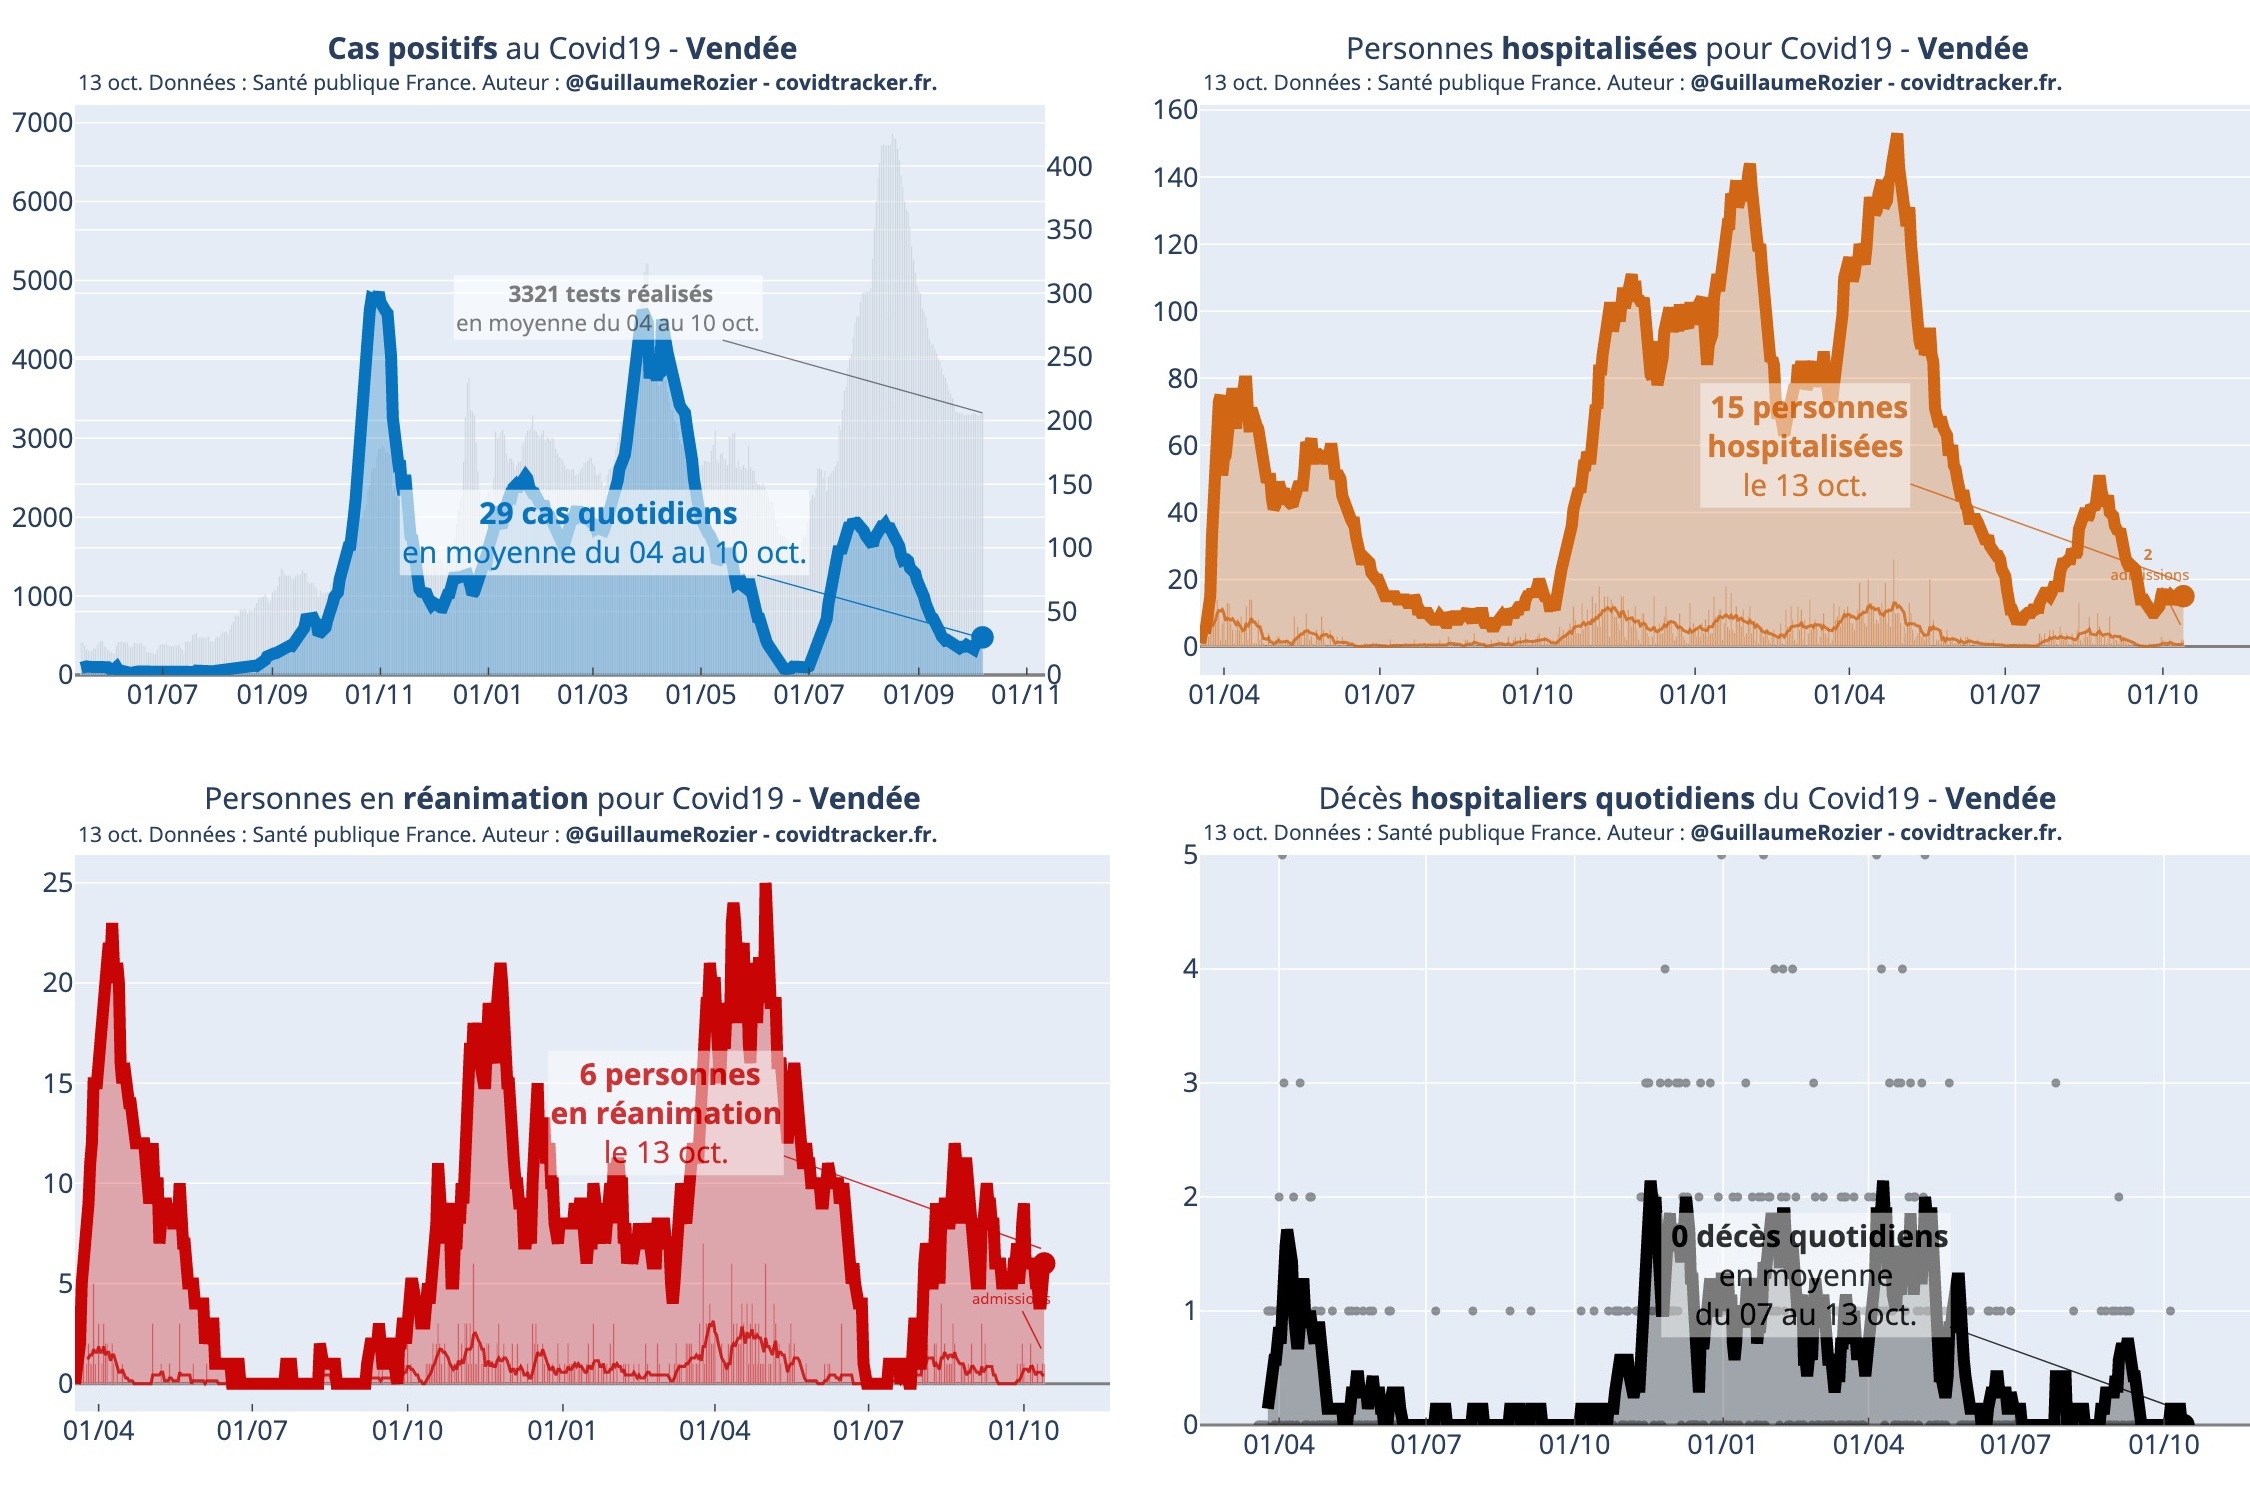 Cas positifs au Covid19 - Vendée
13 oct. Données : Santé publique France. Auteur : @GuillaumeRozier - covidtracker.fr.
7000
6000
5000
4000
3000
2000
1000
0
400
350
300
250
200
150
100
50
0
3321 tests réalisés
en moyenne du 04 au 10 oct.
29 cas quotidiens
en moyenne du 04 au 10 oct.
01/07 01/09 01/11 01/01 01/03 01/05 01/07 01/09 01/11
Personnes hospitalisées pour Covid19 - Vendée
13 oct. Données : Santé publique France. Auteur : @GuillaumeRozier - covidtracker.fr.
160
140
120
100
80
60
40
20
0
15 personnes
hospitalisées
le 13 oct.
2
admissions
01/04 01/07 01/10 01/01 01/04 01/07 01/10
Personnes en réanimation pour Covid19 - Vendée
13 oct. Données : Santé publique France. Auteur : @GuillaumeRozier - covidtracker.fr.
25
20
15
10
5
0
6 personnes
en réanimation
le 13 oct.
admissions
01/04 01/07 01/10 01/01 01/04 01/07 01/10
Décès hospitaliers quotidiens du Covid19 - Vendée
13 oct. Données : Santé publique France. Auteur : @GuillaumeRozier - covidtracker.fr.
5
4
3
2
1
0
0 décès quotidiens
en moyenne
du 07 au 13 oct.
01/04 01/07 01/10 01/01 01/04 01/07 01/10